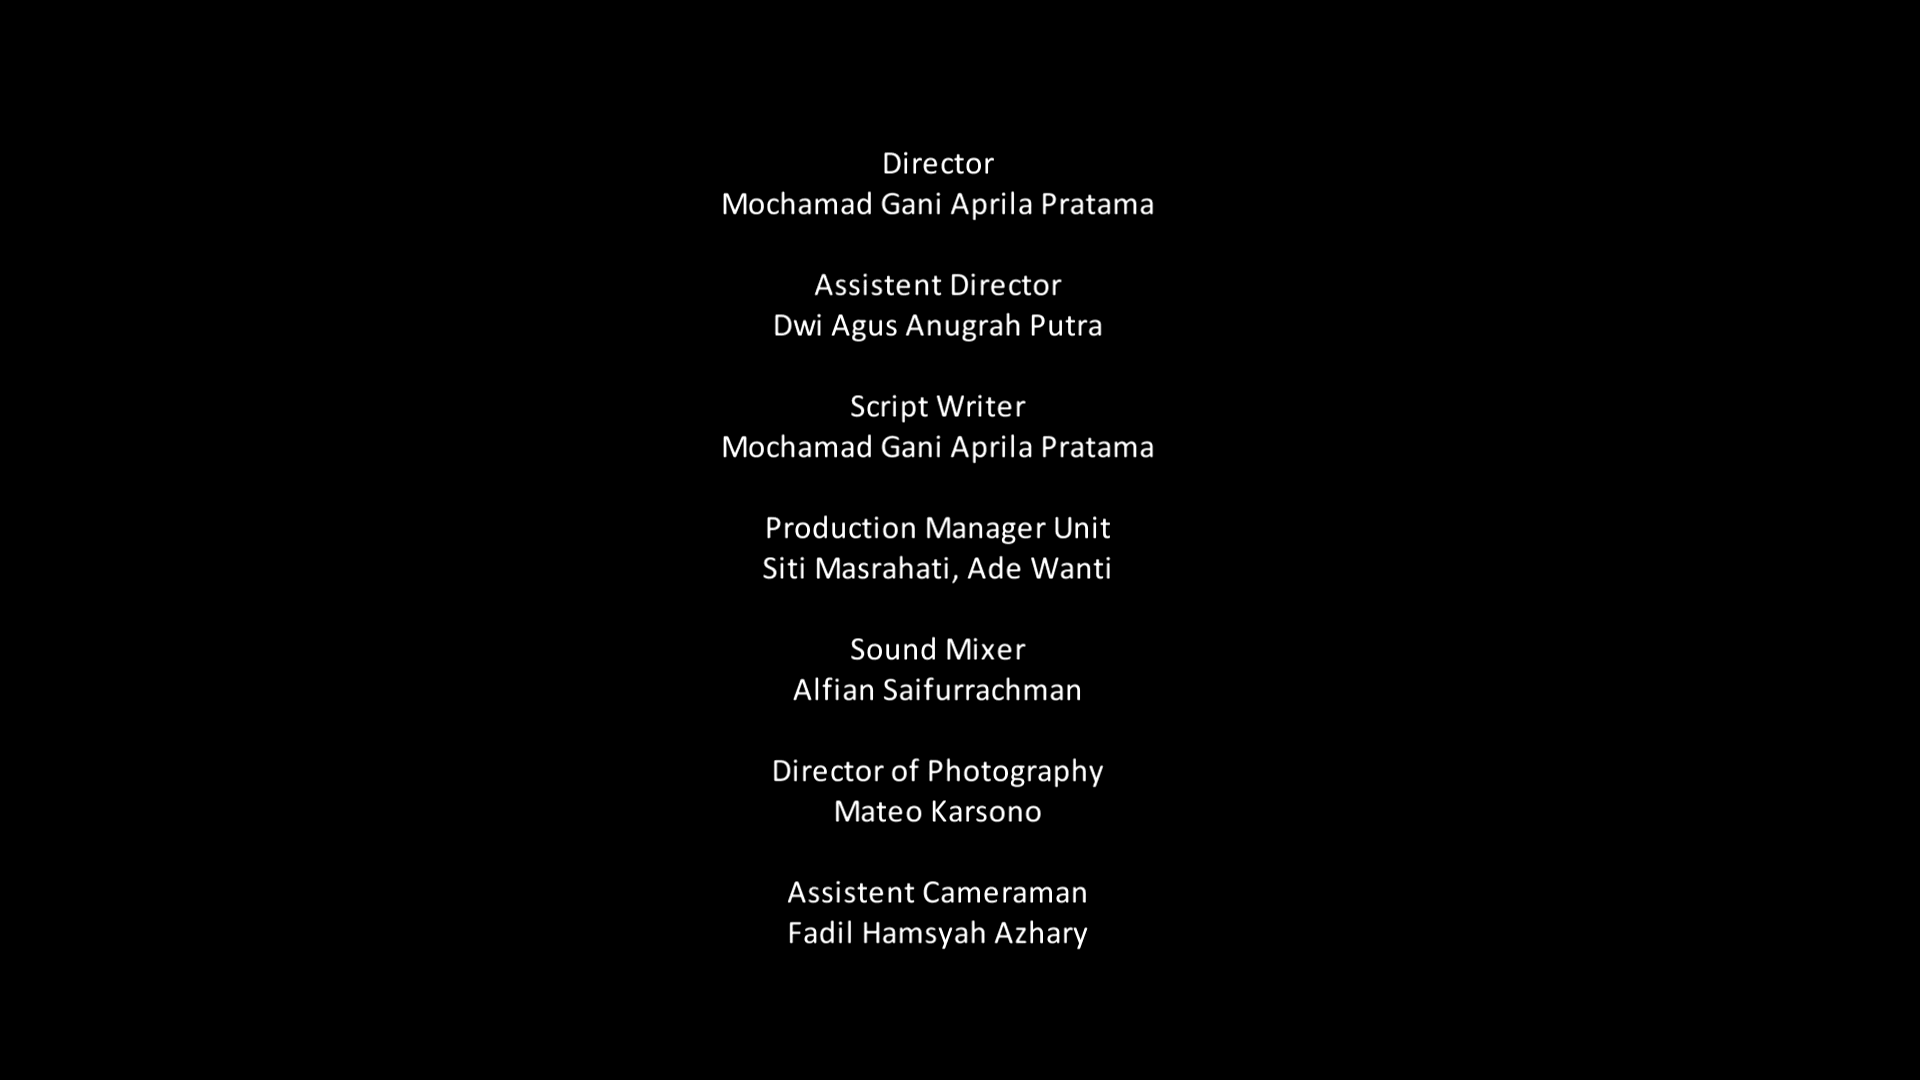 Director
Mochamad Gani Aprila Pratama
Assistent Director
Dwi Agus Anugrah Putra
Script Writer
Mochamad Gani Aprila Pratama
Production Manager Unit
Siti Masrahati, Ade Wanti
Sound Mixer
Alfian Saifurrachman
Director of Photography
Mateo Karsono
Assistent Cameraman
Fadil Hamsyah Azhary